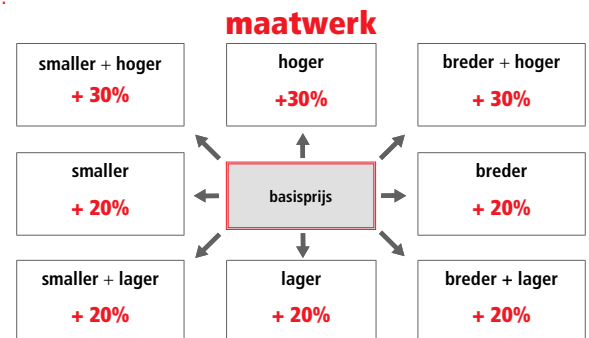 maatwerk
smaller + hoger
+ 30%
hoger
+30%
breder + hoger
+ 30%
smaller
+ 20%
basisprijs
breder
+ 20%
smaller + lager
+ 20%
lager
+ 20%
breder + lager
+ 20%